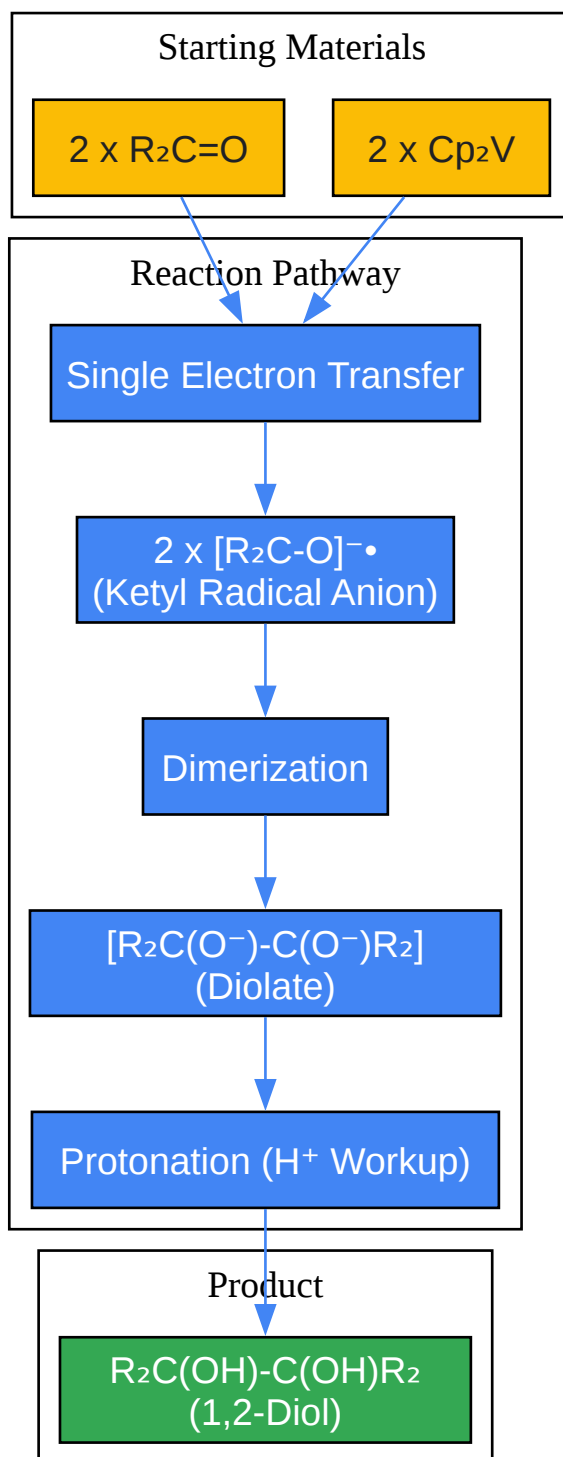 Starting Materials
2 x R₂C=O
2 x Cp₂V
Reaction Pathway
Single Electron Transfer
2 x [R₂C-O]⁻•
(Ketyl Radical Anion)
Dimerization
[R₂C(O⁻)-C(O⁻)R₂]
(Diolate)
Protonation (H⁺ Workup)
Product
R₂C(OH)-C(OH)R₂
(1,2-Diol)